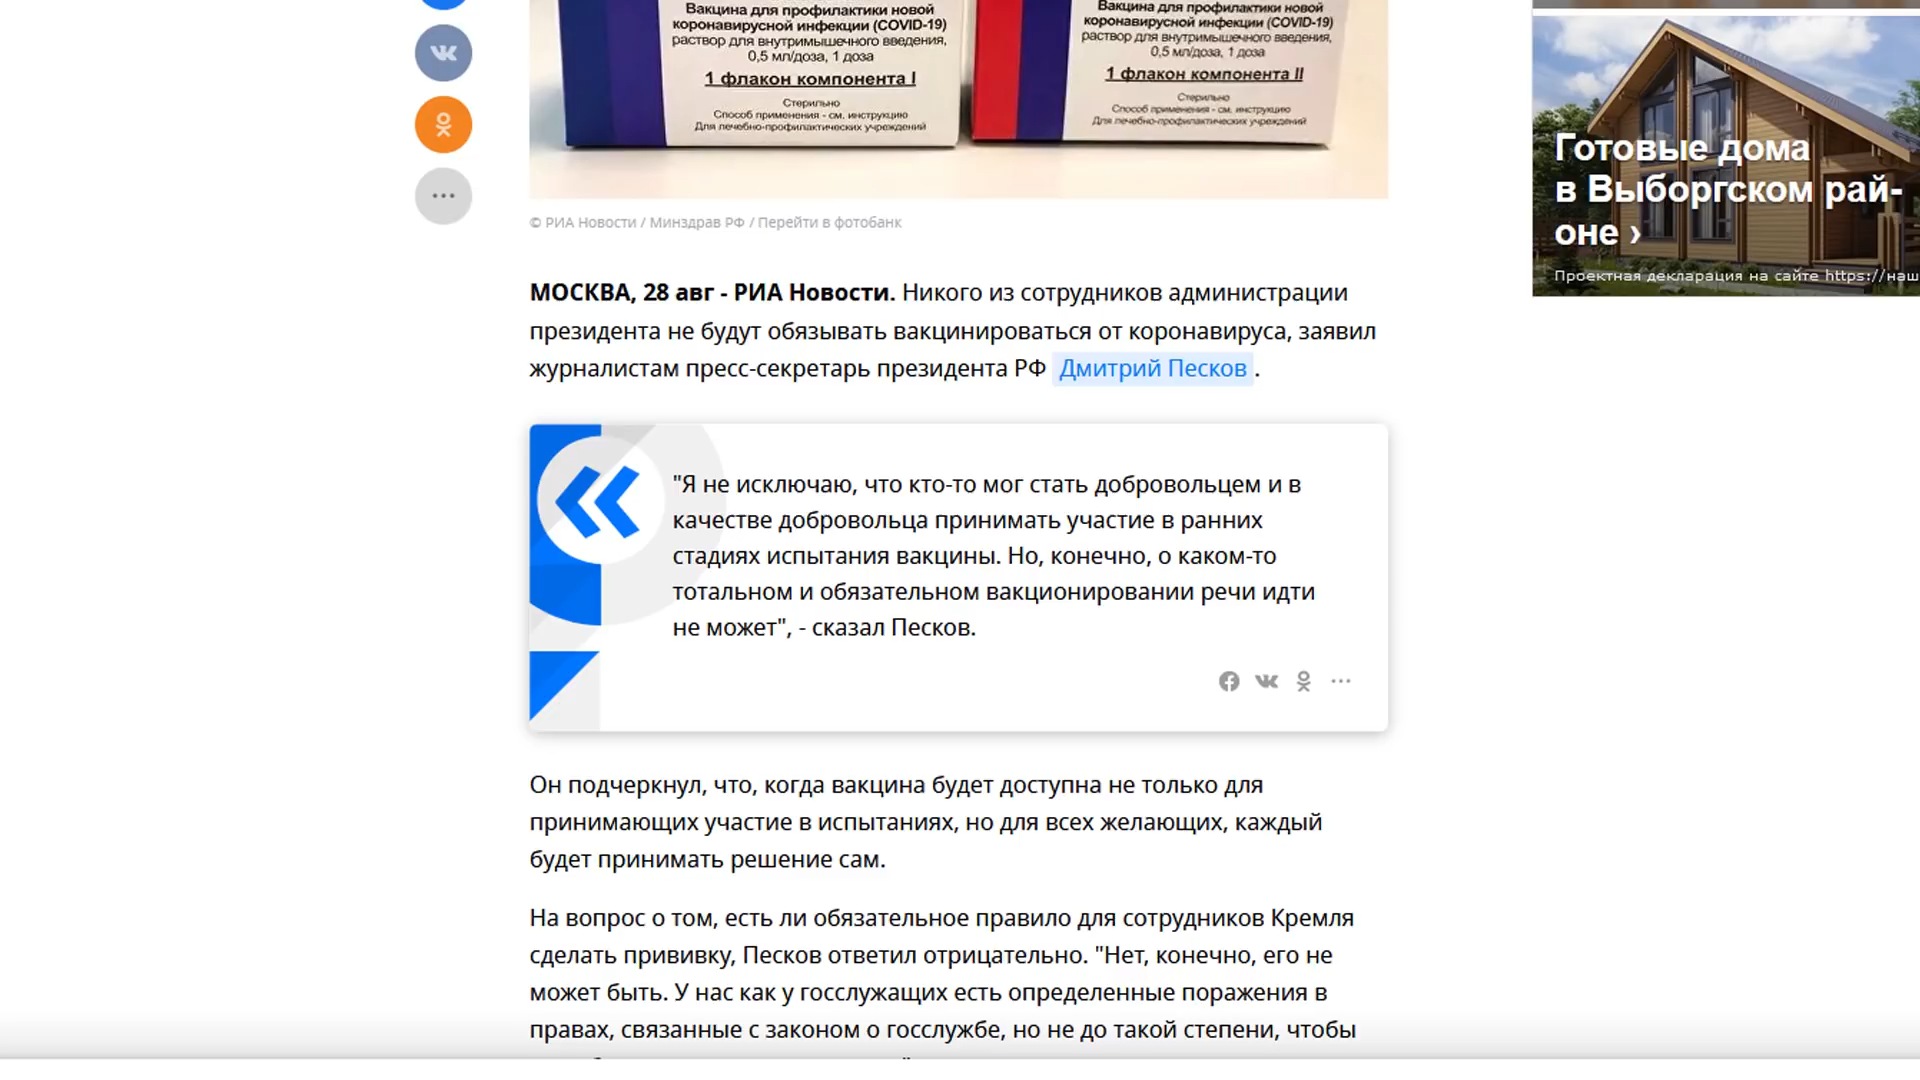 Вакцина для профилактики новой
коронавирусной инфекции (COVID-19)
раствор для внутримышечного введения,
0,5 мл/доза, 1 доза
1 флакон компонента I
Стерильно
Способ применения - см. инструкцию
Для лечебно-профилактических учреждений
Вакцина для профилактики новой
коронавирусной инфекции (COVID-19)
раствор для внутримышечного введения,
0,5 мл/доза, 1 доза
1 флакон компонента II
Стерильно
Способ применения - см. инструкцию
Для лечебно-профилактических учреждений
© РИА Новости / Минздрав РФ / Перейти в фотобанк
МОСКВА, 28 авг - РИА Новости. Никого из сотрудников администрации
президента не будут обязывать вакцинироваться от коронавируса, заявил
журналистам пресс-секретарь президента РФ Дмитрий Песков.
"Я не исключаю, что кто-то мог стать добровольцем и в
качестве добровольца принимать участие в ранних
стадиях испытания вакцины. Но, конечно, о каком-то
тотальном и обязательном вакционировании речи идти
не может", - сказал Песков.
Он подчеркнул, что, когда вакцина будет доступна не только для
принимающих участие в испытаниях, но для всех желающих, каждый
будет принимать решение сам.
На вопрос о том, есть ли обязательное правило для сотрудников Кремля
сделать прививку, Песков ответил отрицательно. "Нет, конечно, его не
может быть. У нас как у госслужащих есть определенные поражения в
правах, связанные с законом о госслужбе, но не до такой степени, чтобы
Готовые дома
в Выборгском рай-
оне ›
Проектная декларация на сайте https://наш